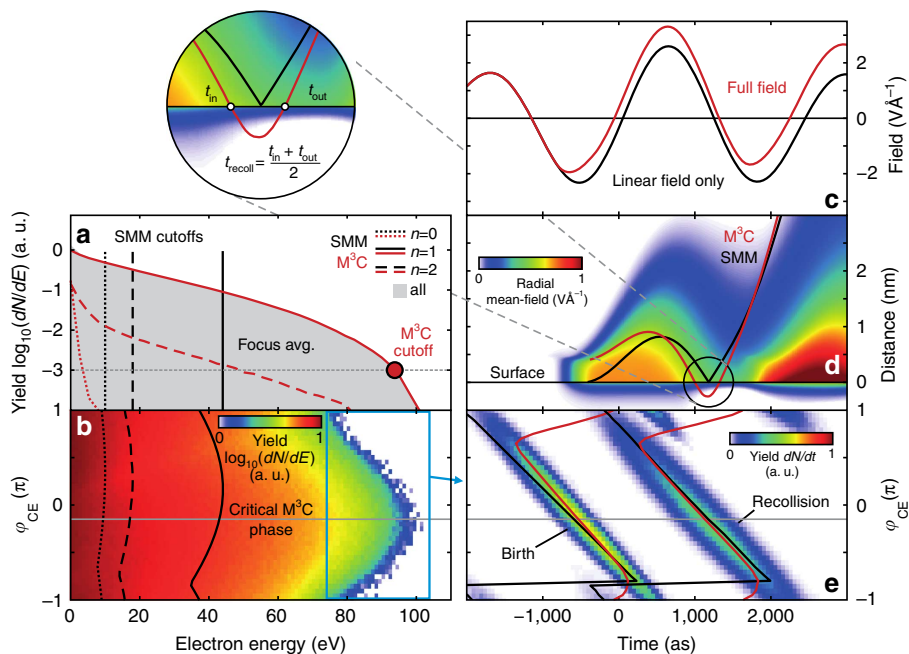 t_in
t_out
t_recoll = (t_in + t_out)/2
2
0
−2
Field (VÅ⁻¹)
Full field
Linear field only
c
a
SMM cutoffs
SMM
M³C
n=0
n=1
n=2
all
Focus avg.
M³C
cutoff
0
−1
−2
−3
Yield log₁₀(dN/dE) (a. u.)
M³C
SMM
0 1
Radial
mean-field (VÅ⁻¹)
Surface
d
2
0
Distance (nm)
b
0 1
Yield
log₁₀(dN/dE)
(a. u.)
Critical M³C
phase
1
0
−1
φCE (π)
0 20 40 60 80 100
Electron energy (eV)
0 1
Yield dN/dt
(a. u.)
Recollision
Birth
e
1
0
−1
φCE (π)
−1,000 0 1,000 2,000
Time (as)